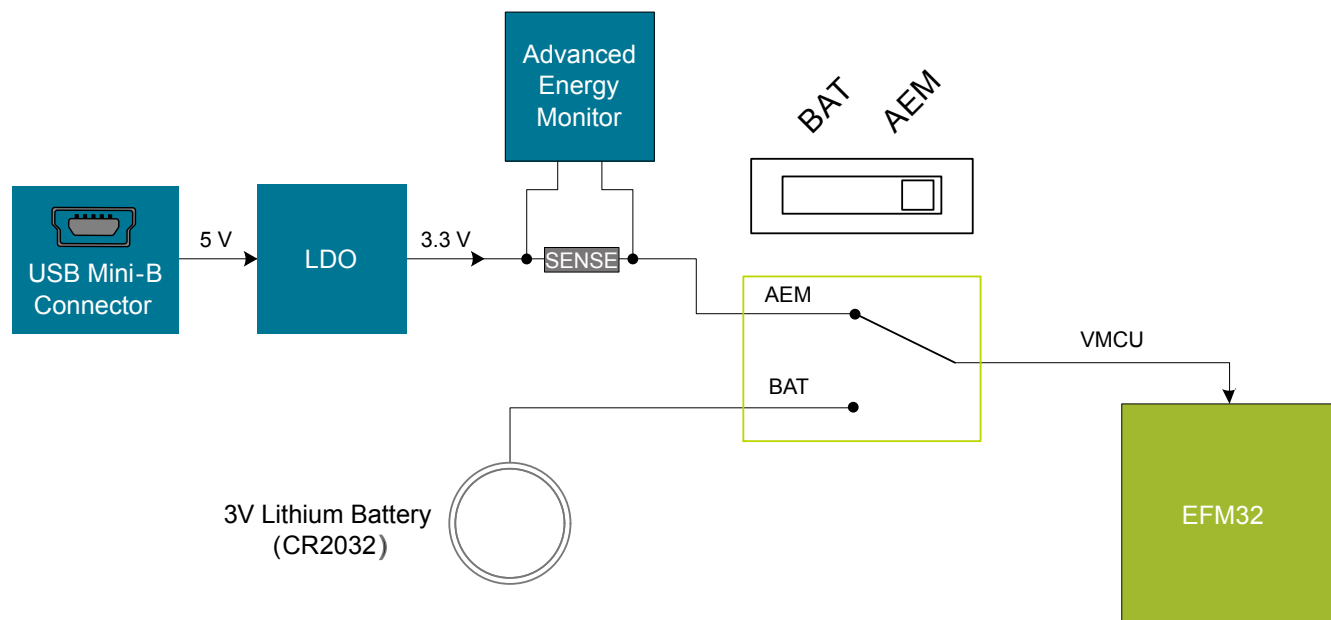 Advanced
Energy
Monitor
BAT
AEM
USB Mini-B
Connector
5 V
LDO
3.3 V
SENSE
AEM
BAT
VMCU
3V Lithium Battery
(CR2032)
EFM32